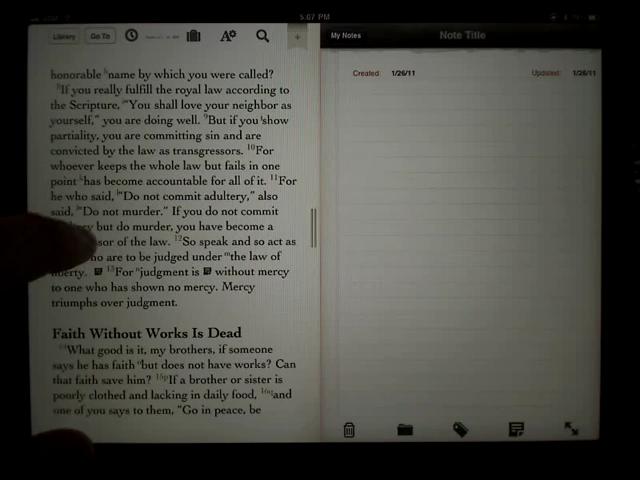 5:07 PM
Library Go To
My Notes Note Title
Created: 1/26/11 Updated: 1/26/11
honorable name by which you were called?
8 If you really fulfill the royal law according to
the Scripture, "You shall love your neighbor as
yourself," you are doing well. 9 But if you show
partiality, you are committing sin and are
convicted by the law as transgressors. 10 For
whoever keeps the whole law but fails in one
point has become accountable for all of it. 11 For
he who said, "Do not commit adultery," also
said, "Do not murder." If you do not commit
but do murder, you have become a
of the law. 12 So speak and so act as
are to be judged under m the law of
13 For n judgment is without mercy
to one who has shown no mercy. Mercy
triumphs over judgment.
Faith Without Works Is Dead
14 What good is it, my brothers, if someone
says he has faith o but does not have works? Can
that faith save him? 15 p If a brother or sister is
poorly clothed and lacking in daily food, 16 q and
one of you says to them, "Go in peace, be